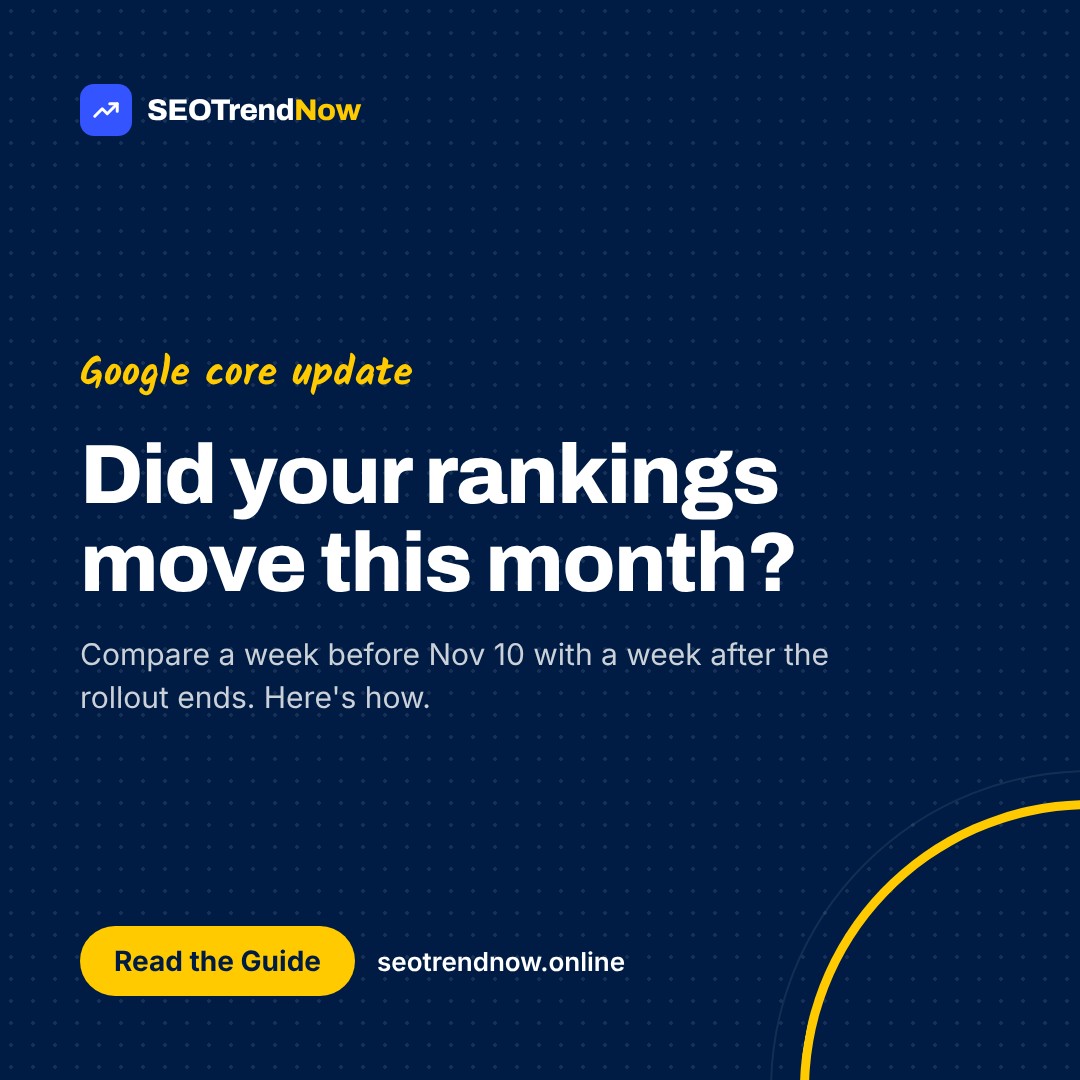 SEOTrendNow
Google core update
Did your rankings
move this month?
Compare a week before Nov 10 with a week after the
rollout ends. Here's how.
Read the Guide
seotrendnow.online